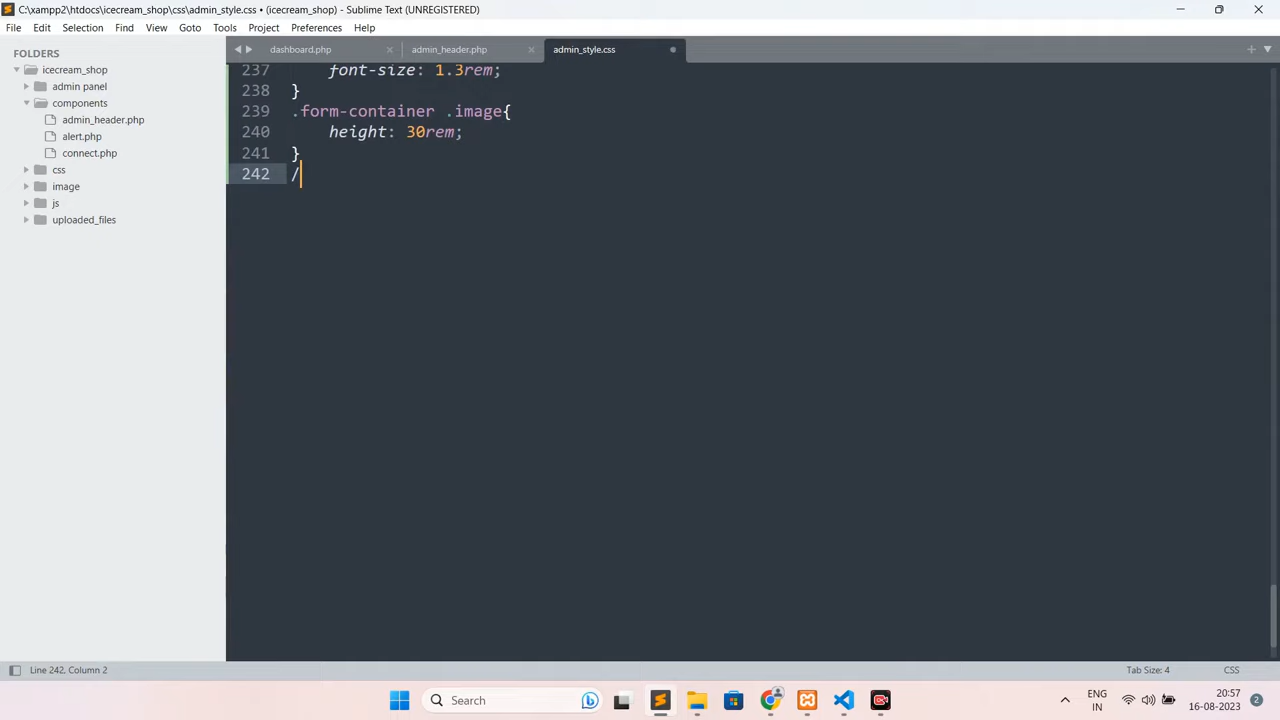 C:\xampp2\htdocs\icecream_shop\css\admin_style.css • (icecream_shop) - Sublime Text (UNREGISTERED)
File Edit Selection Find View Goto Tools Project Preferences Help
FOLDERS
icecream_shop
admin panel
components
admin_header.php
alert.php
connect.php
css
image
js
uploaded_files
dashboard.php admin_header.php admin_style.css
237 font-size: 1.3rem;
238 }
239 .form-container .image{
240 height: 30rem;
241 }
242 /
Line 242, Column 2 Tab Size: 4 CSS
Search
ENG
IN
20:57
16-08-2023
2